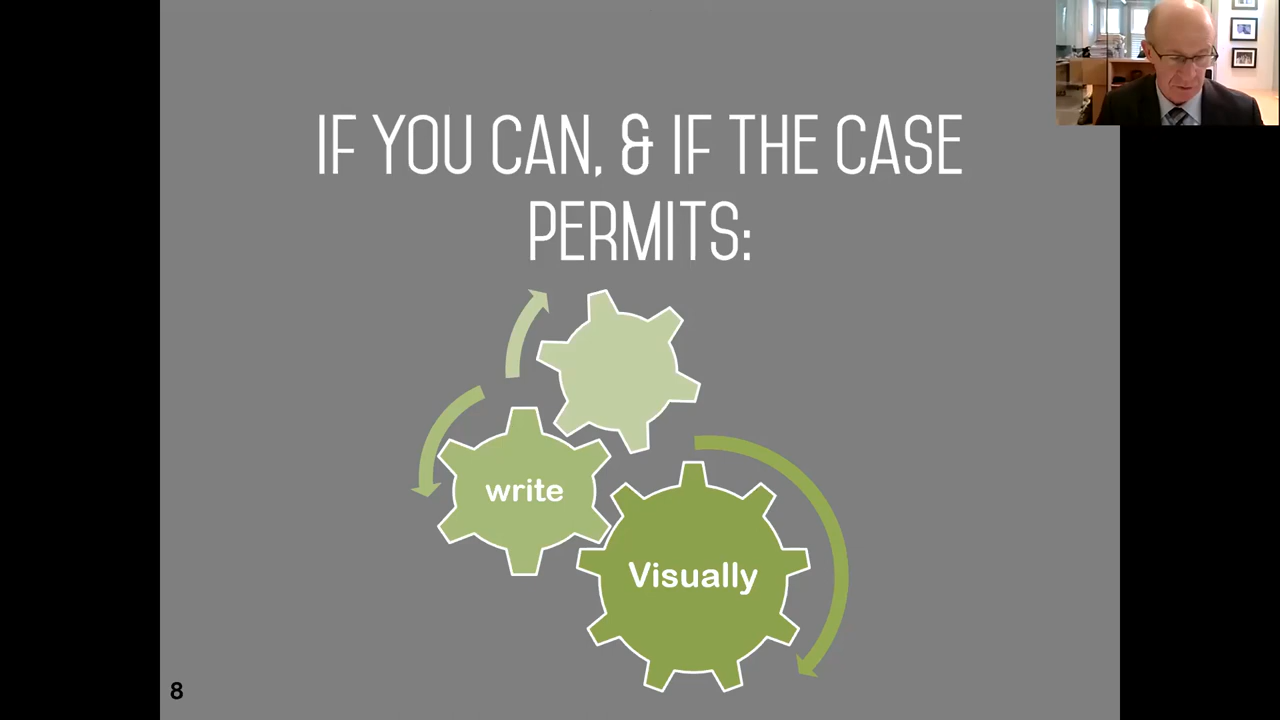 IF YOU CAN, & IF THE CASE
PERMITS:
write
Visually
8